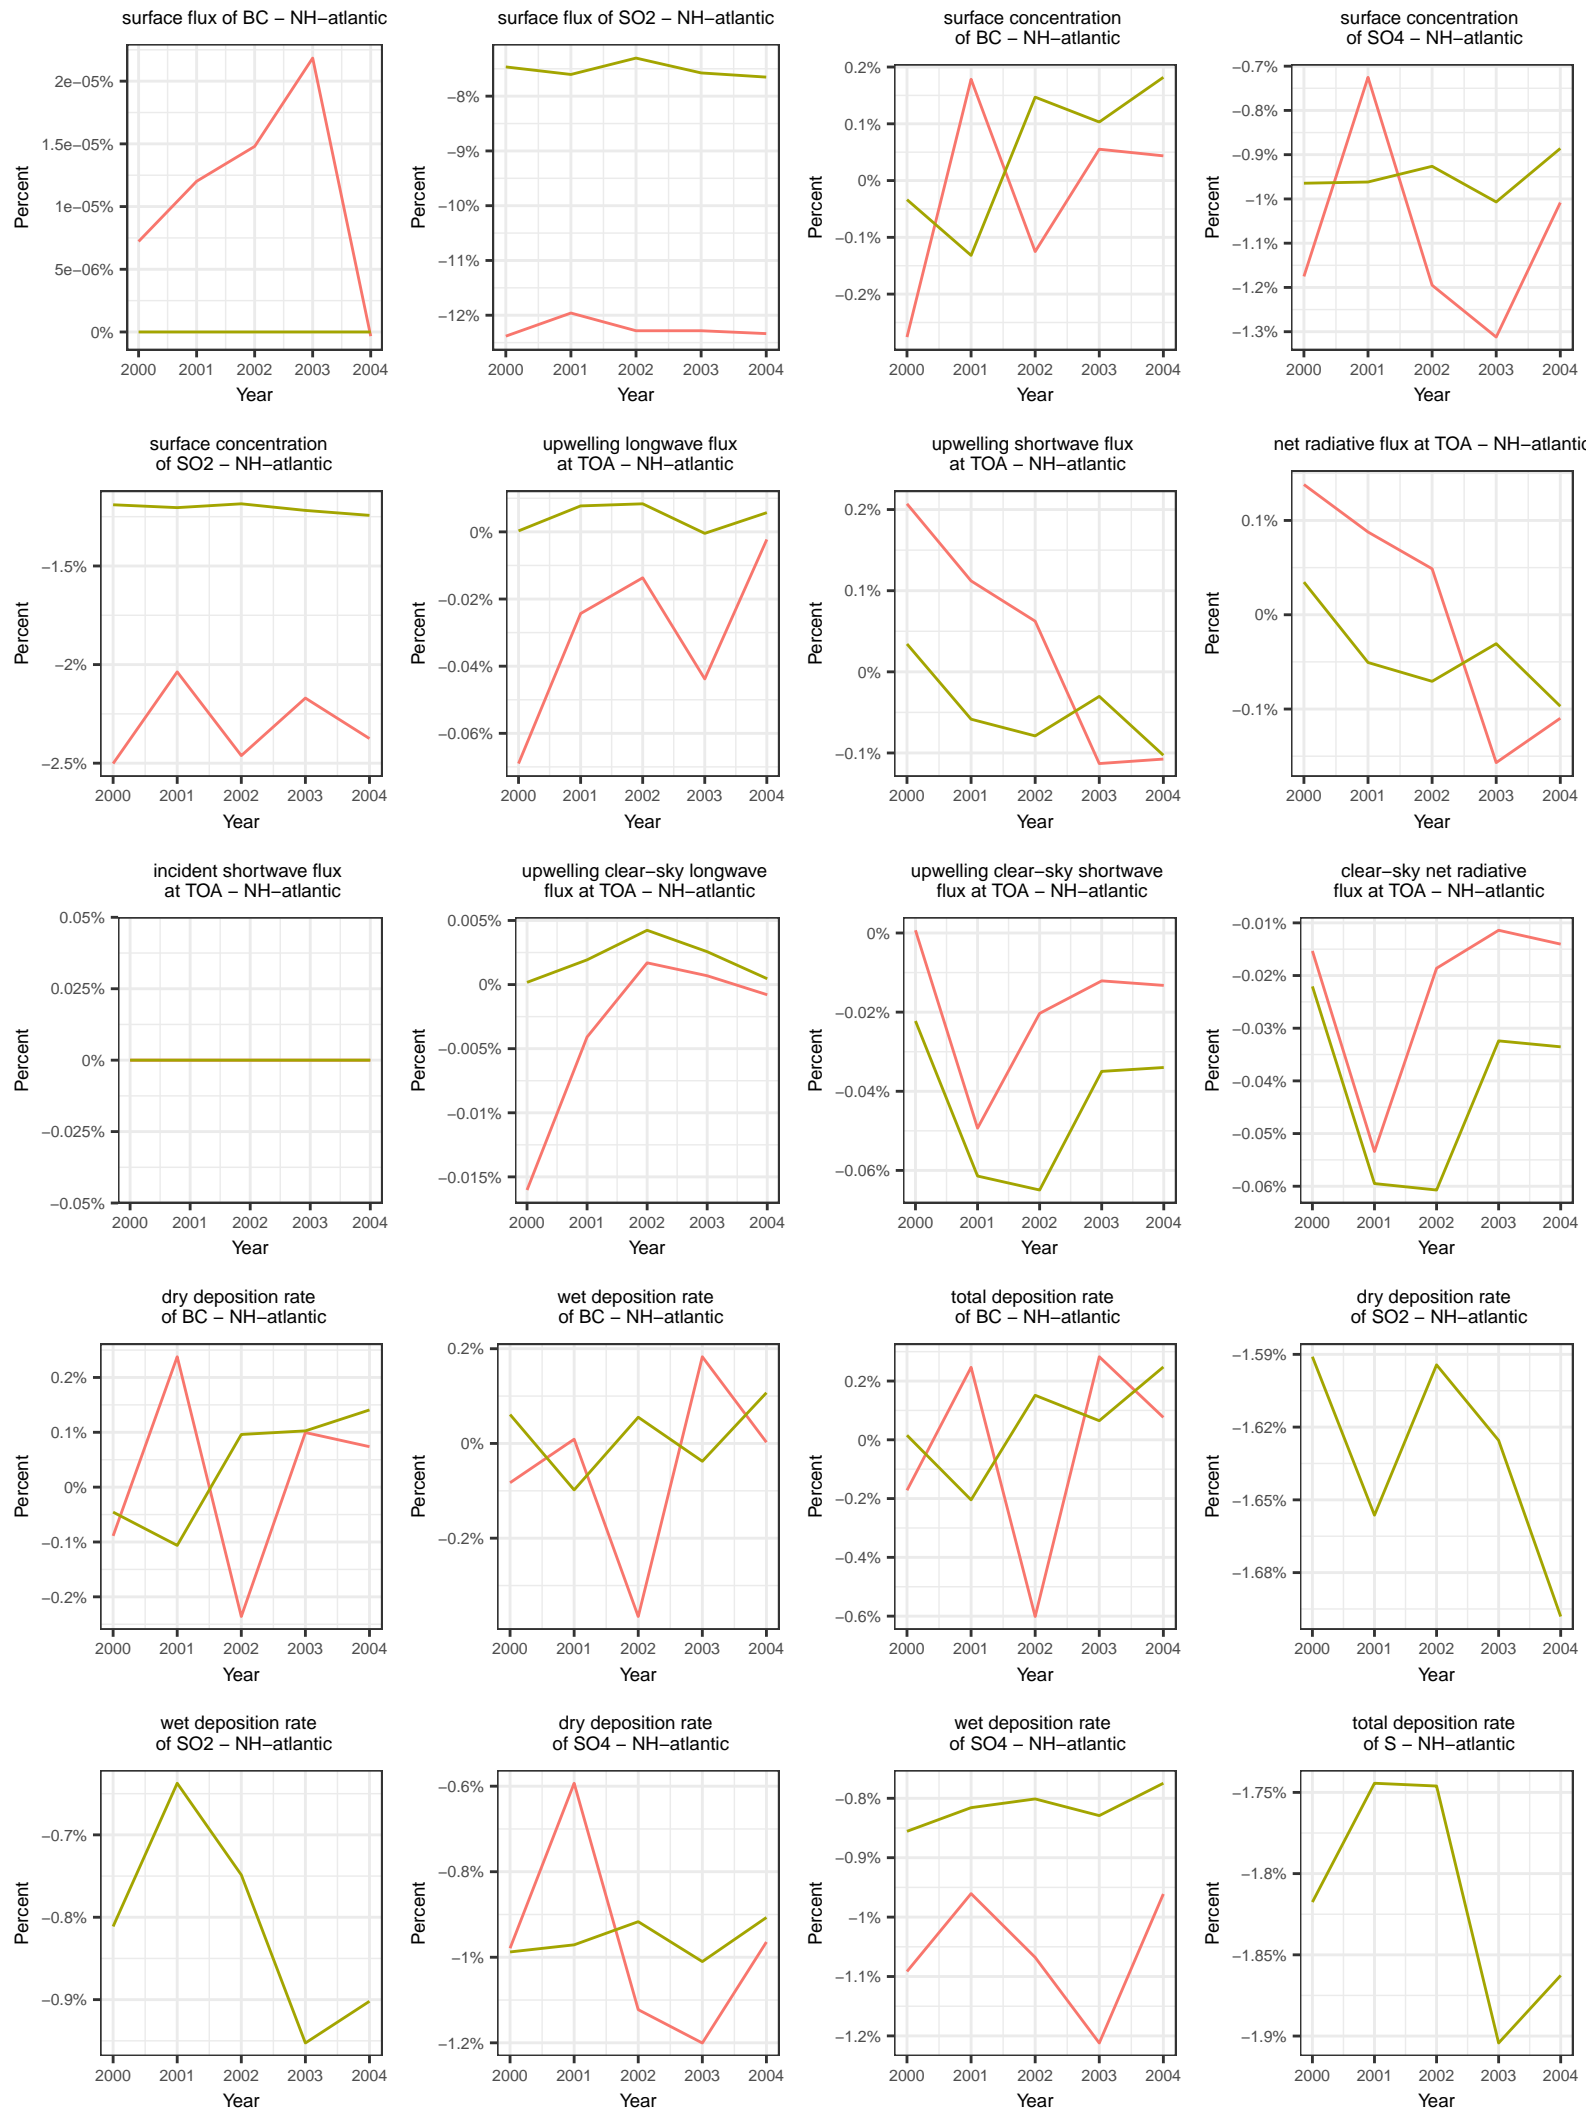 surface flux of BC − NH−atlantic
2e−05%
1.5e−05%
1e−05%
5e−06%
0%
Percent
2000 2001 2002 2003 2004
Year
surface flux of SO2 − NH−atlantic
−8%
−9%
−10%
−11%
−12%
Percent
2000 2001 2002 2003 2004
Year
surface concentration
of BC − NH−atlantic
0.2%
0.1%
0%
−0.1%
−0.2%
Percent
2000 2001 2002 2003 2004
Year
surface concentration
of SO4 − NH−atlantic
−0.7%
−0.8%
−0.9%
−1%
−1.1%
−1.2%
−1.3%
Percent
2000 2001 2002 2003 2004
Year
surface concentration
of SO2 − NH−atlantic
−1.5%
−2%
−2.5%
Percent
2000 2001 2002 2003 2004
Year
upwelling longwave flux
at TOA − NH−atlantic
0%
−0.02%
−0.04%
−0.06%
Percent
2000 2001 2002 2003 2004
Year
upwelling shortwave flux
at TOA − NH−atlantic
0.2%
0.1%
0%
−0.1%
Percent
2000 2001 2002 2003 2004
Year
net radiative flux at TOA − NH−atlantic
0.1%
0%
−0.1%
Percent
2000 2001 2002 2003 2004
Year
incident shortwave flux
at TOA − NH−atlantic
0.05%
0.025%
0%
−0.025%
−0.05%
Percent
2000 2001 2002 2003 2004
Year
upwelling clear−sky longwave
flux at TOA − NH−atlantic
0.005%
0%
−0.005%
−0.01%
−0.015%
Percent
2000 2001 2002 2003 2004
Year
upwelling clear−sky shortwave
flux at TOA − NH−atlantic
0%
−0.02%
−0.04%
−0.06%
Percent
2000 2001 2002 2003 2004
Year
clear−sky net radiative
flux at TOA − NH−atlantic
−0.01%
−0.02%
−0.03%
−0.04%
−0.05%
−0.06%
Percent
2000 2001 2002 2003 2004
Year
dry deposition rate
of BC − NH−atlantic
0.2%
0.1%
0%
−0.1%
−0.2%
Percent
2000 2001 2002 2003 2004
Year
wet deposition rate
of BC − NH−atlantic
0.2%
0%
−0.2%
Percent
2000 2001 2002 2003 2004
Year
total deposition rate
of BC − NH−atlantic
0.2%
0%
−0.2%
−0.4%
−0.6%
Percent
2000 2001 2002 2003 2004
Year
dry deposition rate
of SO2 − NH−atlantic
−1.59%
−1.62%
−1.65%
−1.68%
Percent
2000 2001 2002 2003 2004
Year
wet deposition rate
of SO2 − NH−atlantic
−0.7%
−0.8%
−0.9%
Percent
2000 2001 2002 2003 2004
Year
dry deposition rate
of SO4 − NH−atlantic
−0.6%
−0.8%
−1%
−1.2%
Percent
2000 2001 2002 2003 2004
Year
wet deposition rate
of SO4 − NH−atlantic
−0.8%
−0.9%
−1%
−1.1%
−1.2%
Percent
2000 2001 2002 2003 2004
Year
total deposition rate
of S − NH−atlantic
−1.75%
−1.8%
−1.85%
−1.9%
Percent
2000 2001 2002 2003 2004
Year